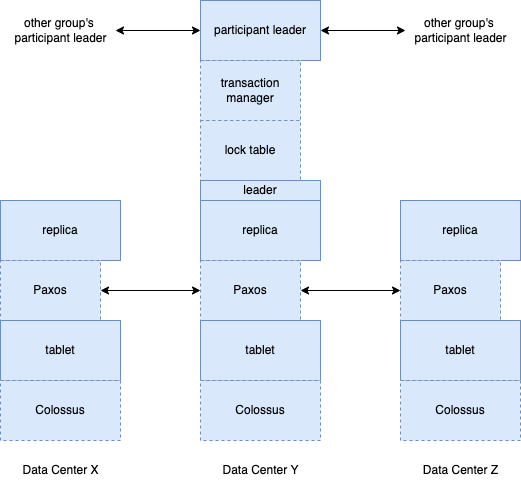 other group's
participant leader
participant leader
other group's
participant leader
transaction
manager
lock table
leader
replica
replica
replica
Paxos
Paxos
Paxos
tablet
tablet
tablet
Colossus
Colossus
Colossus
Data Center X
Data Center Y
Data Center Z